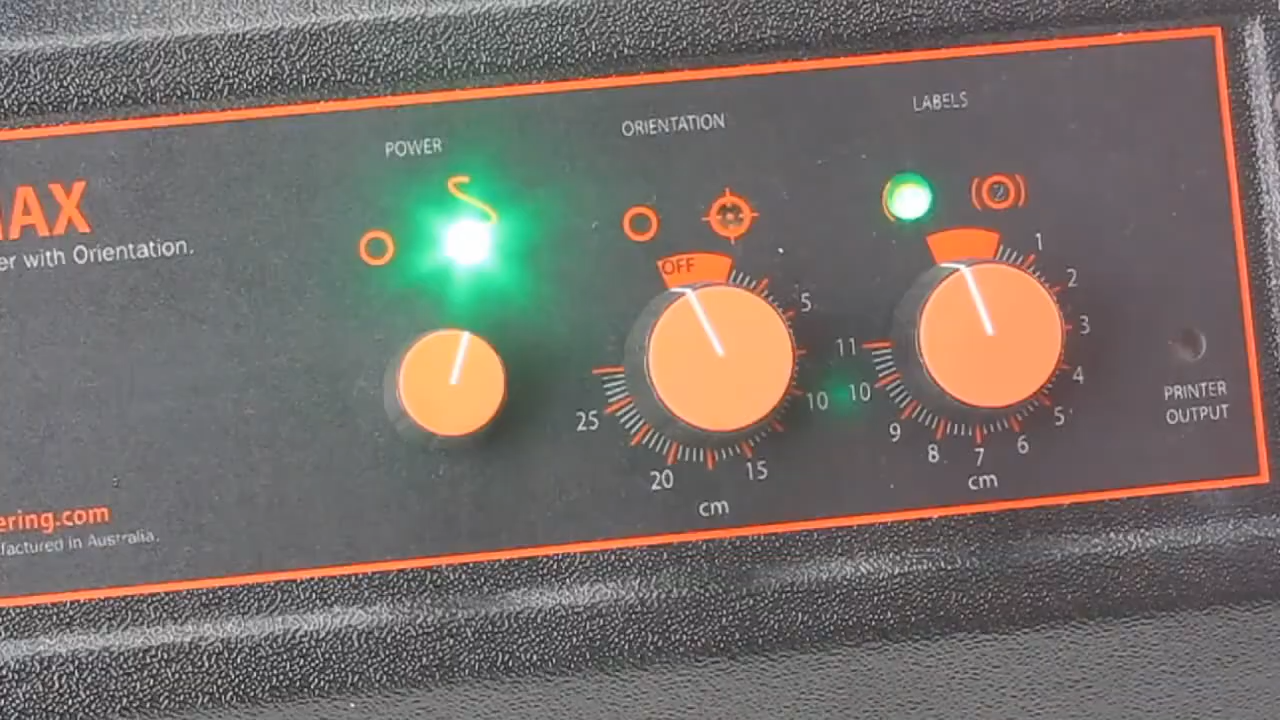 POWER
ORIENTATION
LABELS
AX
er with Orientation.
OFF
5
10
15
20
25
cm
1
2
3
4
5
6
7
8
9
10
11
cm
PRINTER
OUTPUT
ering.com
factured in Australia.